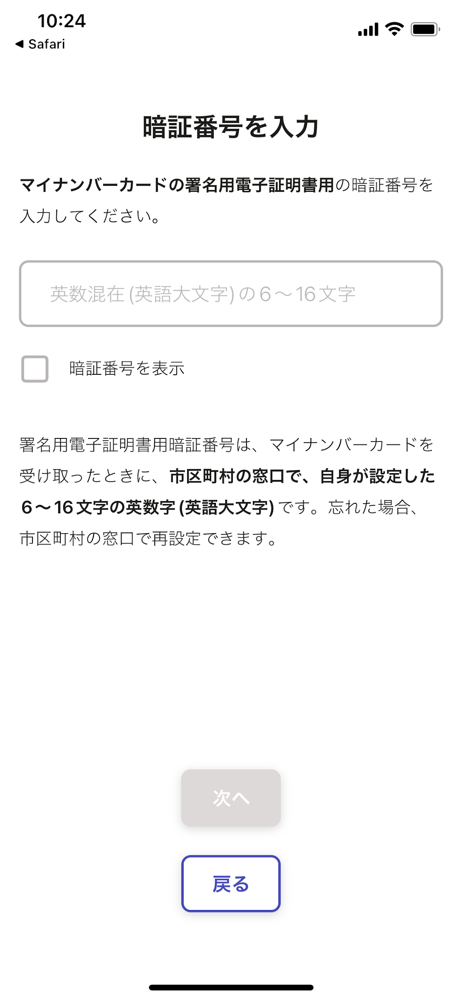 10:24
◀ Safari
暗証番号を入力
マイナンバーカードの署名用電子証明書用の暗証番号を
入力してください。
英数混在(英語大文字)の6〜16文字
暗証番号を表示
署名用電子証明書用暗証番号は、マイナンバーカードを
受け取ったときに、市区町村の窓口で、自身が設定した
6〜16文字の英数字(英語大文字)です。忘れた場合、
市区町村の窓口で再設定できます。
次へ
戻る